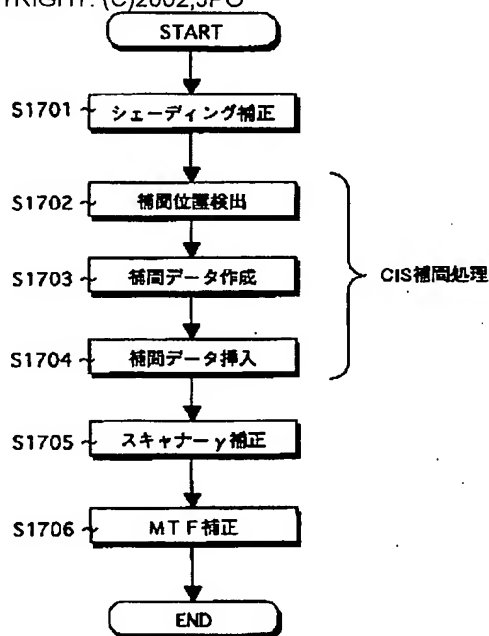 COPYRIGHT: (C)2002,JPO
START
S1701 ~ シェーディング補正
S1702 ~ 補間位置検出
S1703 ~ 補間データ作成
CIS補間処理
S1704 ~ 補間データ挿入
S1705 ~ スキャナーγ補正
S1706 ~ MTF補正
END